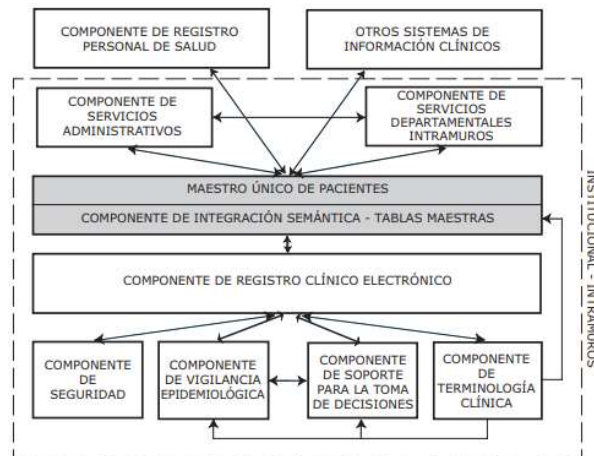 COMPONENTE DE REGISTRO
PERSONAL DE SALUD
OTROS SISTEMAS DE
INFORMACIÓN CLÍNICOS
COMPONENTE DE
SERVICIOS
ADMINISTRATIVOS
COMPONENTE DE
SERVICIOS
DEPARTAMENTALES
INTRAMUROS
MAESTRO ÚNICO DE PACIENTES
COMPONENTE DE INTEGRACIÓN SEMÁNTICA - TABLAS MAESTRAS
COMPONENTE DE REGISTRO CLÍNICO ELECTRÓNICO
COMPONENTE
DE
SEGURIDAD
COMPONENTE
DE VIGILANCIA
EPIDEMIOLÓGICA
COMPONENTE
DE SOPORTE
PARA LA TOMA
DE DECISIONES
COMPONENTE
DE
TERMINOLOGÍA
CLÍNICA
INSTITUCIONAL - INTRAMUROS